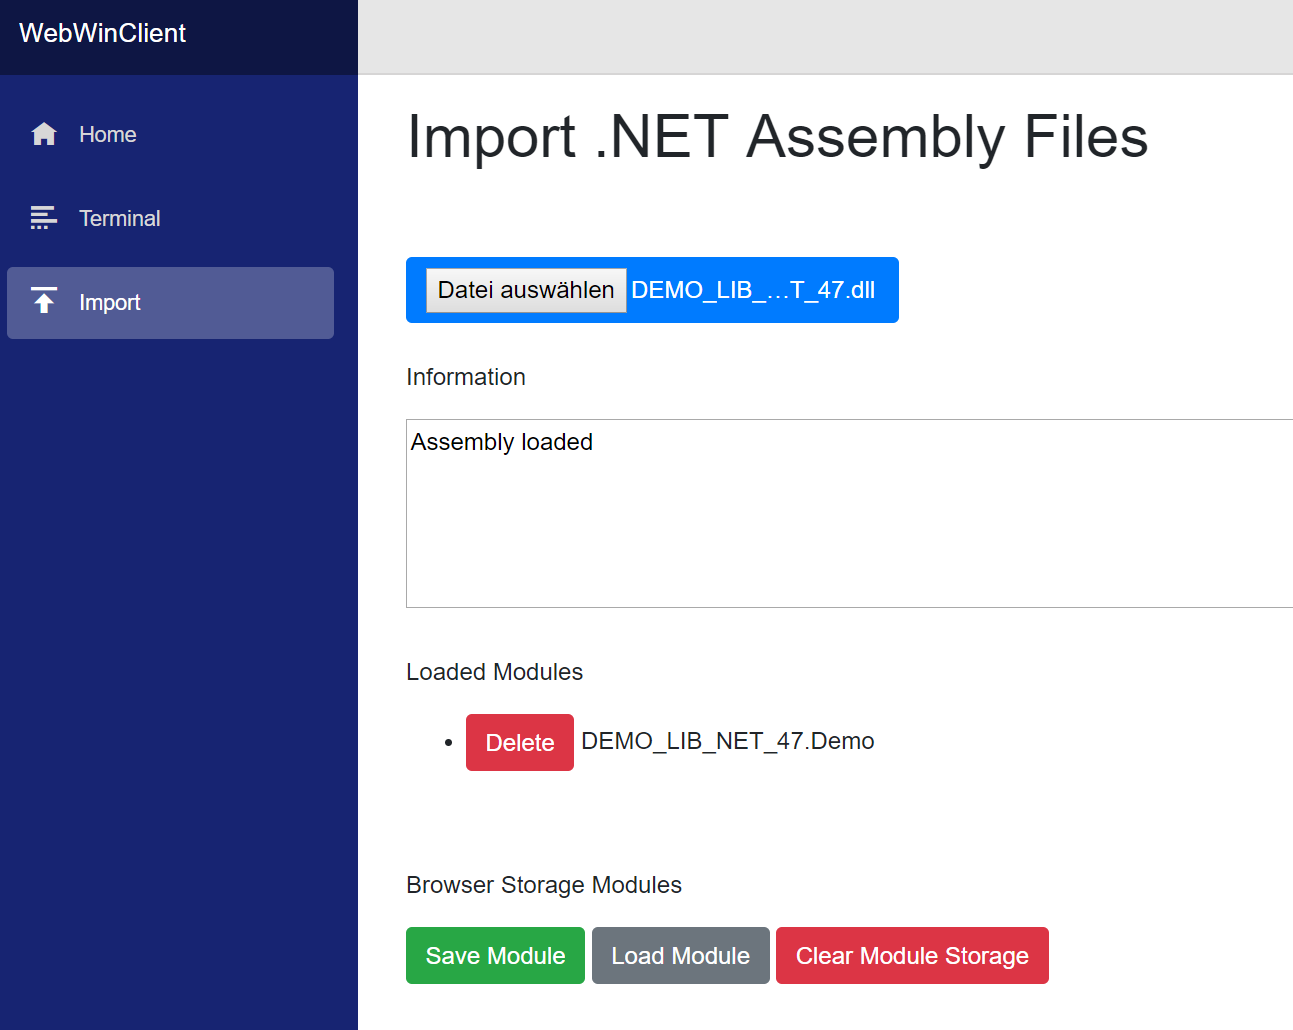 WebWinClient
Home
Terminal
Import
Import .NET Assembly Files
Datei auswählen DEMO_LIB_…T_47.dll
Information
Assembly loaded
Loaded Modules
Delete DEMO_LIB_NET_47.Demo
Browser Storage Modules
Save Module Load Module Clear Module Storage